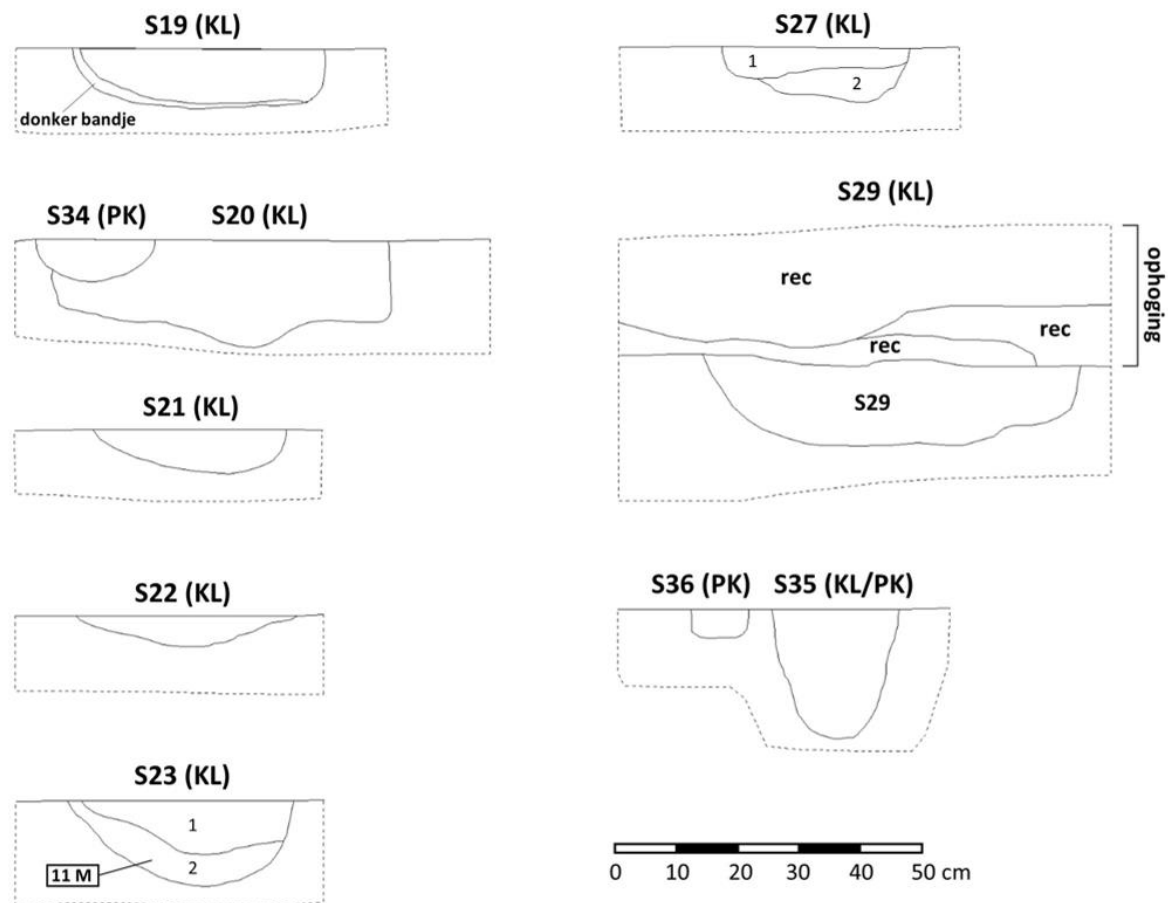 S19 (KL)
donker bandje
S34 (PK) S20 (KL)
S21 (KL)
S22 (KL)
S23 (KL)
1
2
11 M
S27 (KL)
1
2
S29 (KL)
rec
rec
rec
S29
ophoging
S36 (PK) S35 (KL/PK)
0 10 20 30 40 50 cm